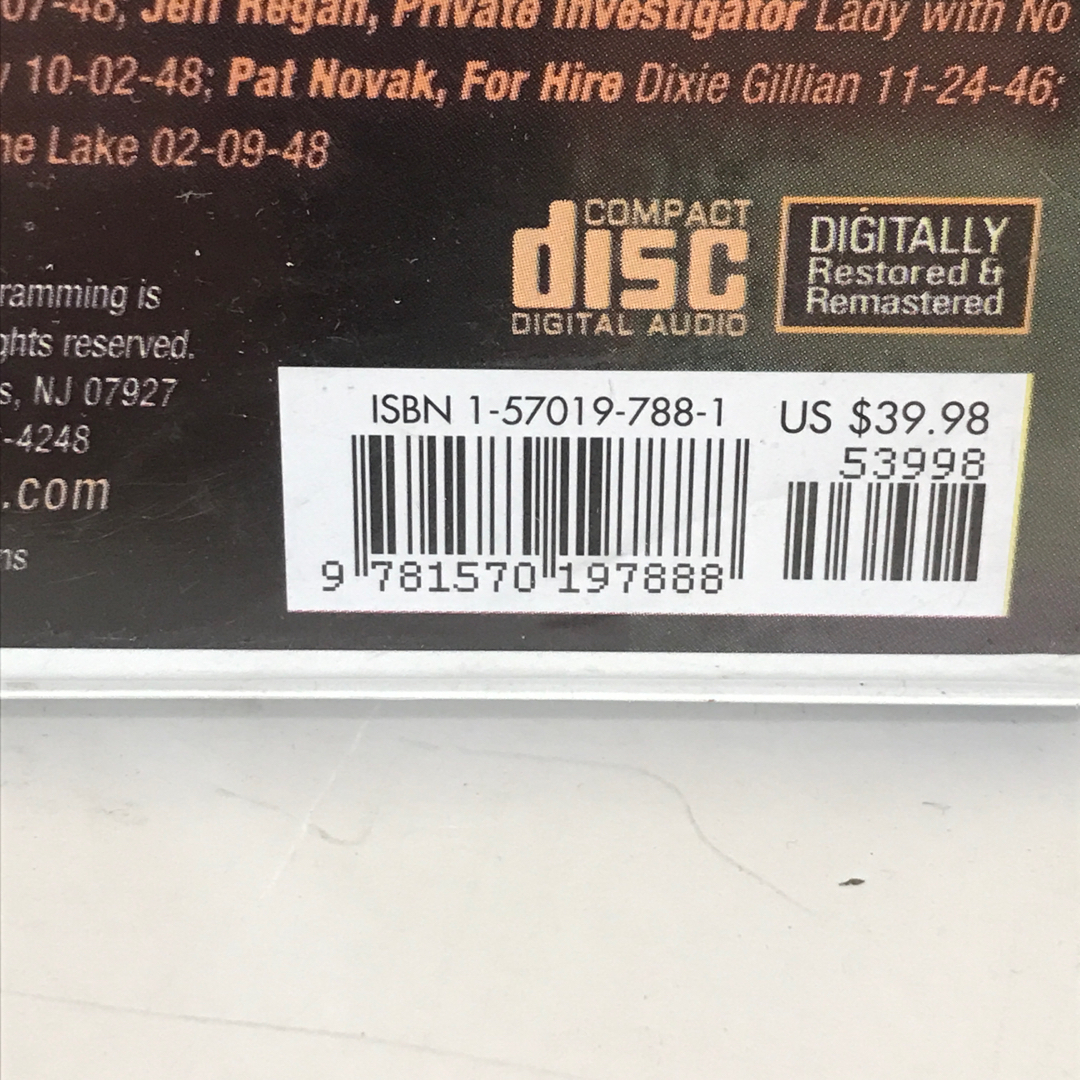 07-48; Jeff Regan, Private Investigator Lady with No
10-02-48; Pat Novak, For Hire Dixie Gillian 11-24-46;
he Lake 02-09-48
COMPACT
disc
DIGITAL AUDIO
DIGITALLY
Restored &
Remastered
ramming is
ghts reserved.
s, NJ 07927
-4248
.com
ns
ISBN 1-57019-788-1
US $39.98
53998
9 781570 197888